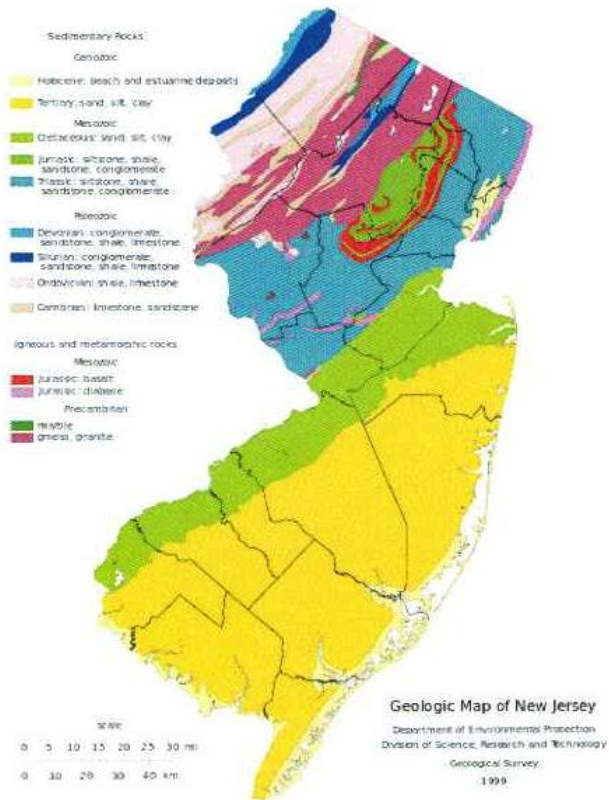 Sedimentary Rocks
Cenozoic
Holocene: beach and estuarine deposits
Tertiary: sand, silt, clay
Mesozoic
Cretaceous: sand, silt, clay
Jurassic: siltstone, shale,
sandstone, conglomerate
Triassic: siltstone, shale,
sandstone, conglomerate
Paleozoic
Devonian: conglomerate,
sandstone, shale, limestone
Silurian: conglomerate,
sandstone, shale, limestone
Ordovician: shale, limestone
Cambrian: limestone, sandstone
Igneous and metamorphic rocks
Mesozoic
Jurassic: basalt
Jurassic: diabase
Precambrian
marble
gneiss, granite
scale
0 5 10 15 20 25 30 mi
0 10 20 30 40 km
Geologic Map of New Jersey
Department of Environmental Protection
Division of Science, Research and Technology
Geological Survey
1999